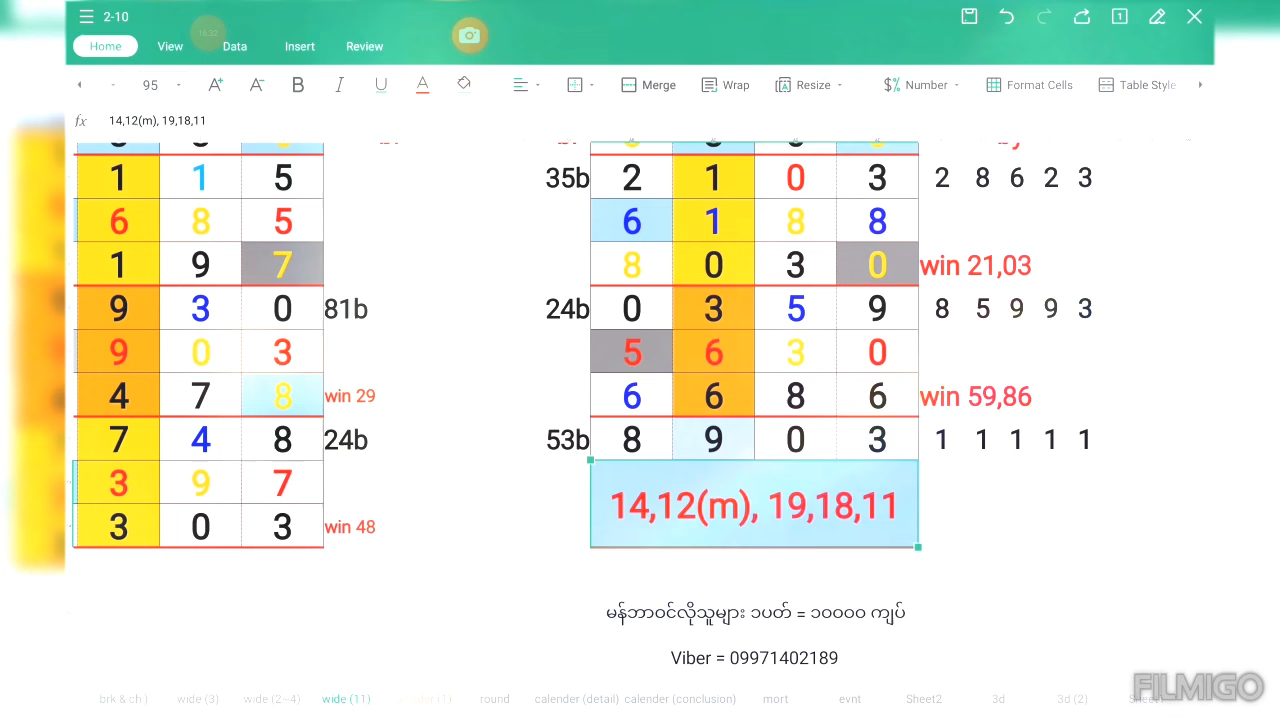 2-10
Home View Data Insert Review
95 A+ A- B I U A Merge Wrap Resize $% Number Format Cells Table Style
fx 14,12(m), 19,18,11
1 1 5 35b 2 1 0 3 2 8 6 2 3
6 8 5 6 1 8 8
1 9 7 8 0 3 0 win 21,03
9 3 0 81b 24b 0 3 5 9 8 5 9 9 3
9 0 3 5 6 3 0
4 7 8 win 29 6 6 8 6 win 59,86
7 4 8 24b 53b 8 9 0 3 1 1 1 1 1
3 9 7 14,12(m), 19,18,11
3 0 3 win 48
မန်ဘာဝင်လိုသူများ ၁ပတ် = ၁၀၀၀၀ ကျပ်
Viber = 09971402189
brk & ch ) wide (3) wide (2~4) wide (11) round calender (detail) calender (conclusion) mort evnt Sheet2 3d 3d (2)
FILMIGO